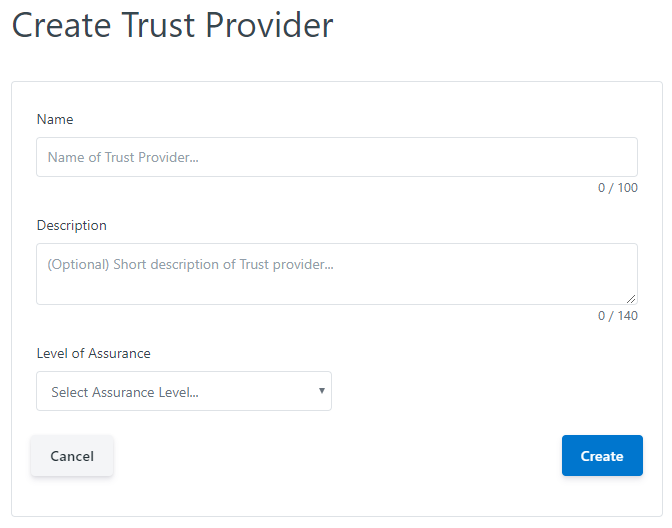 Create Trust Provider
Name
Name of Trust Provider...
0 / 100
Description
(Optional) Short description of Trust provider...
0 / 140
Level of Assurance
Select Assurance Level...
Cancel
Create